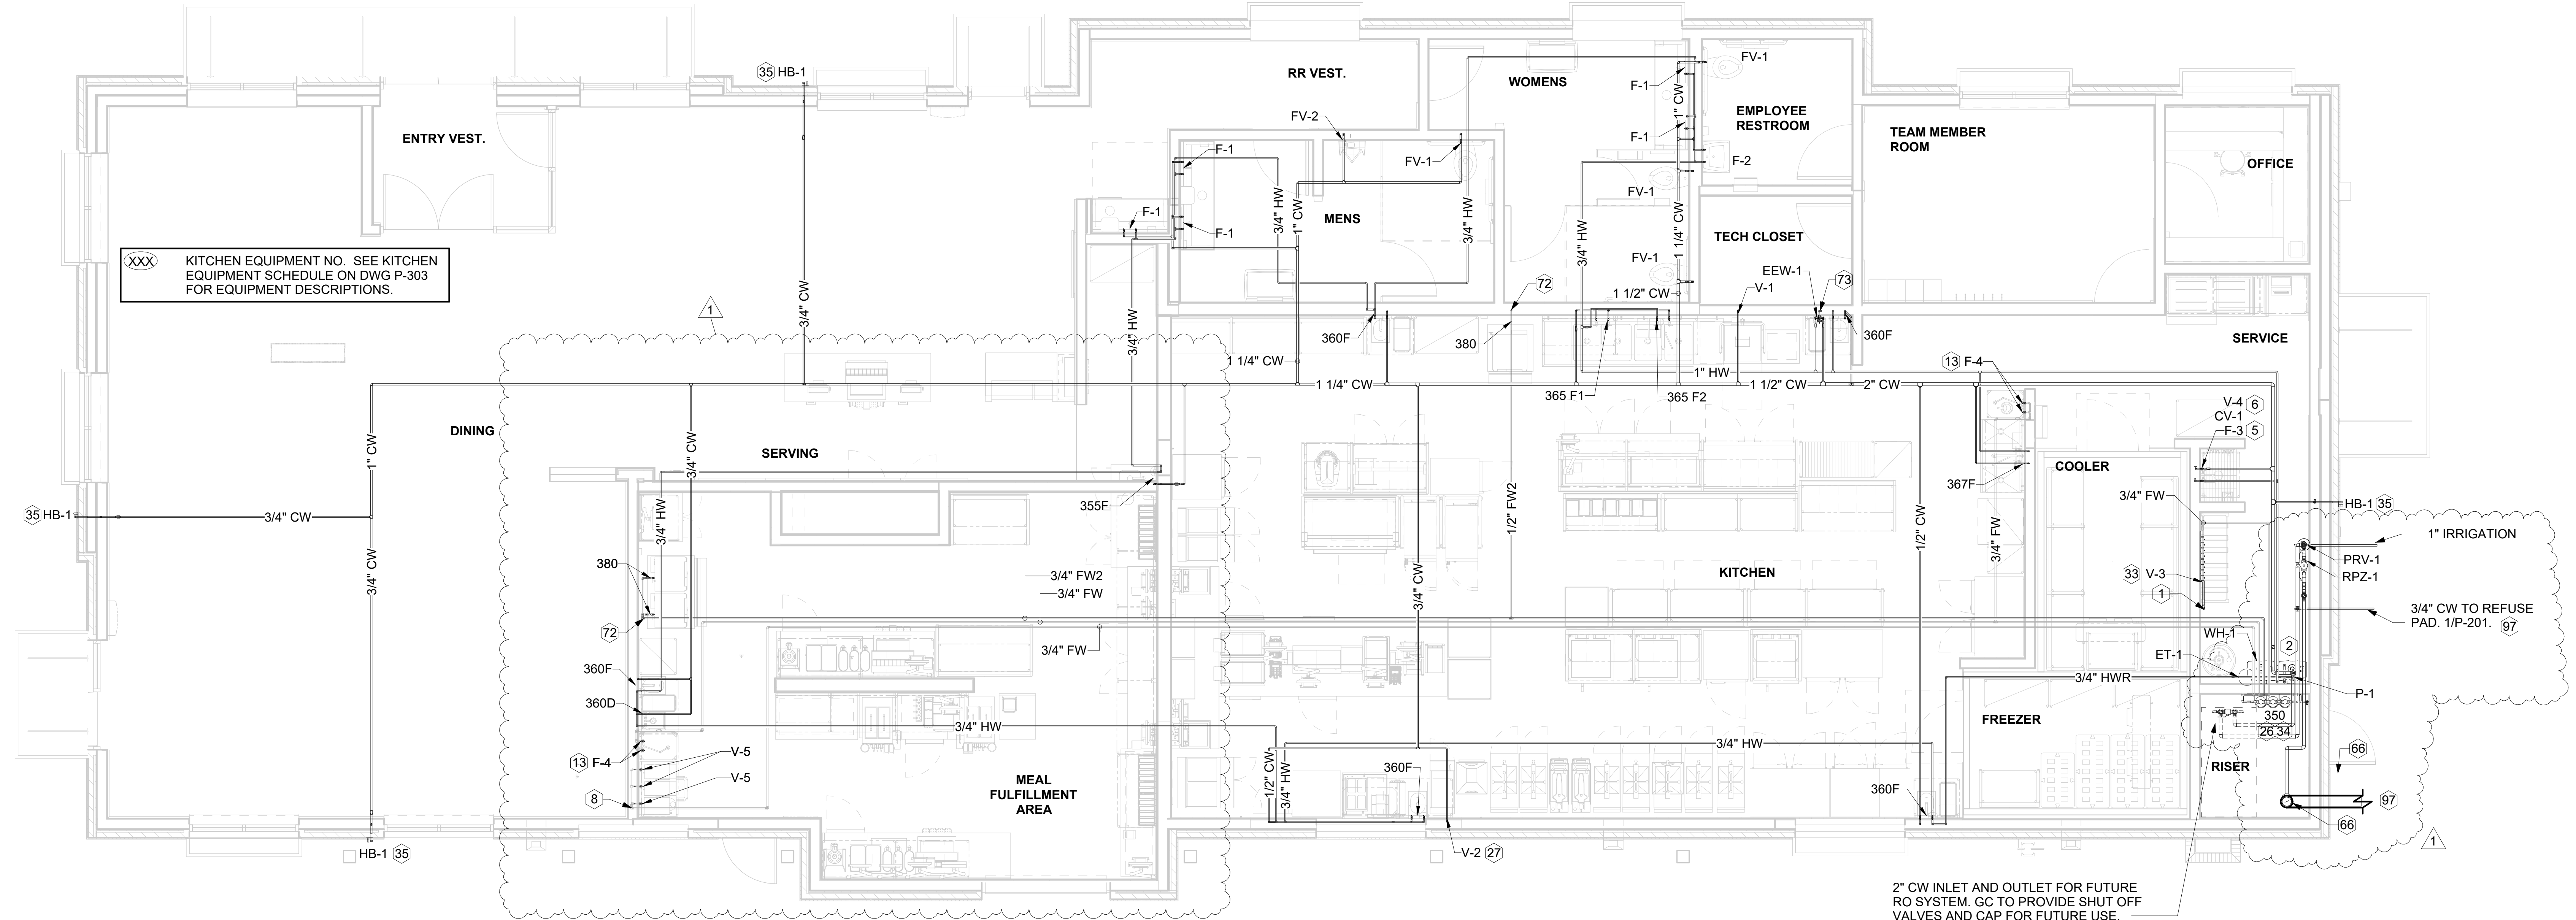 35 HB-1
RR VEST.
WOMENS
FV-1
F-1
1" CW
EMPLOYEE
RESTROOM
F-1
F-2
TEAM MEMBER
ROOM
OFFICE
ENTRY VEST.
FV-2
FV-1
F-1
F-1
F-1
FV-1
3/4" HW
1" CW
MENS
3/4" HW
3/4" HW
1 1/4" CW
TECH CLOSET
FV-1
EEW-1
73
V-1
1 1/2" CW
XXX
KITCHEN EQUIPMENT NO. SEE KITCHEN
EQUIPMENT SCHEDULE ON DWG P-303
FOR EQUIPMENT DESCRIPTIONS.
3/4" CW
1
3/4" HW
360F
72
380
360F
SERVICE
1 1/4" CW
1 1/4" CW
1" HW
1 1/2" CW
2" CW
13 F-4
365 F1
365 F2
V-4 6
CV-1
F-3 5
DINING
SERVING
1" CW
3/4" CW
3/4" HW
COOLER
367F
355F
3/4" FW
HB-1 35
35 HB-1
3/4" CW
1/2" FW2
1/2" CW
3/4" FW
1" IRRIGATION
PRV-1
RPZ-1
380
3/4" FW2
3/4" FW
3/4" CW
3/4" CW
KITCHEN
33 V-3
1
3/4" CW TO REFUSE
PAD. 1/P-201. 97
72
3/4" FW
WH-1
2
ET-1
360F
360D
3/4" HWR
P-1
3/4" HW
3/4" HW
FREEZER
350
26 34
13 F-4
V-5
V-5
8
MEAL
FULFILLMENT
AREA
1/2" CW
3/4" HW
360F
360F
RISER
66
97
66
HB-1 35
V-2 27
1
2" CW INLET AND OUTLET FOR FUTURE
RO SYSTEM. GC TO PROVIDE SHUT OFF
VALVES AND CAP FOR FUTURE USE.